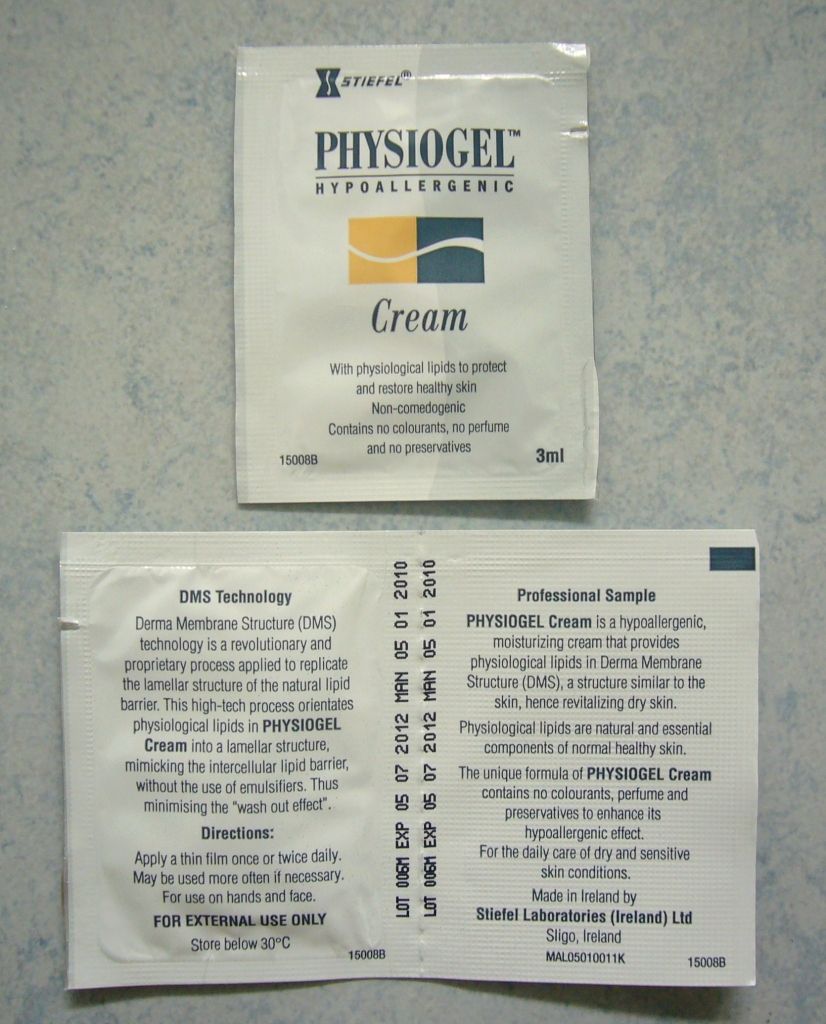 STIEFEL®
PHYSIOGEL™
HYPOALLERGENIC
Cream
With physiological lipids to protect
and restore healthy skin
Non-comedogenic
Contains no colourants, no perfume
and no preservatives
15008B
3ml
DMS Technology
Derma Membrane Structure (DMS)
technology is a revolutionary and
proprietary process applied to replicate
the lamellar structure of the natural lipid
barrier. This high-tech process orientates
physiological lipids in PHYSIOGEL
Cream into a lamellar structure,
mimicking the intercellular lipid barrier,
without the use of emulsifiers. Thus
minimising the "wash out effect".
Directions:
Apply a thin film once or twice daily.
May be used more often if necessary.
For use on hands and face.
FOR EXTERNAL USE ONLY
Store below 30°C
15008B
LOT 006M EXP 05 07 2012 MAN 05 01 2010
LOT 006M EXP 05 07 2012 MAN 05 01 2010
Professional Sample
PHYSIOGEL Cream is a hypoallergenic,
moisturizing cream that provides
physiological lipids in Derma Membrane
Structure (DMS), a structure similar to the
skin, hence revitalizing dry skin.
Physiological lipids are natural and essential
components of normal healthy skin.
The unique formula of PHYSIOGEL Cream
contains no colourants, perfume and
preservatives to enhance its
hypoallergenic effect.
For the daily care of dry and sensitive
skin conditions.
Made in Ireland by
Stiefel Laboratories (Ireland) Ltd
Sligo, Ireland
MAL05010011K
15008B